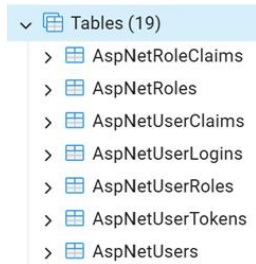 Tables (19)
AspNetRoleClaims
AspNetRoles
AspNetUserClaims
AspNetUserLogins
AspNetUserRoles
AspNetUserTokens
AspNetUsers